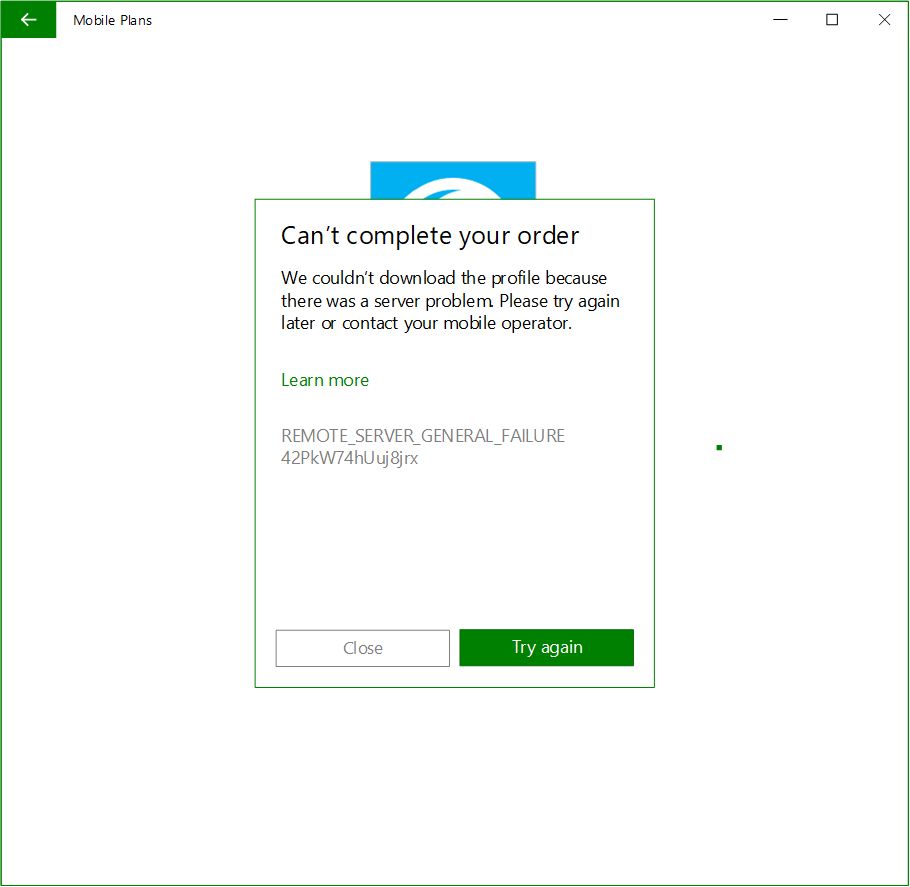 Mobile Plans
Can't complete your order
We couldn't download the profile because
there was a server problem. Please try again
later or contact your mobile operator.
Learn more
REMOTE_SERVER_GENERAL_FAILURE
42PkW74hUuj8jrx
Close
Try again